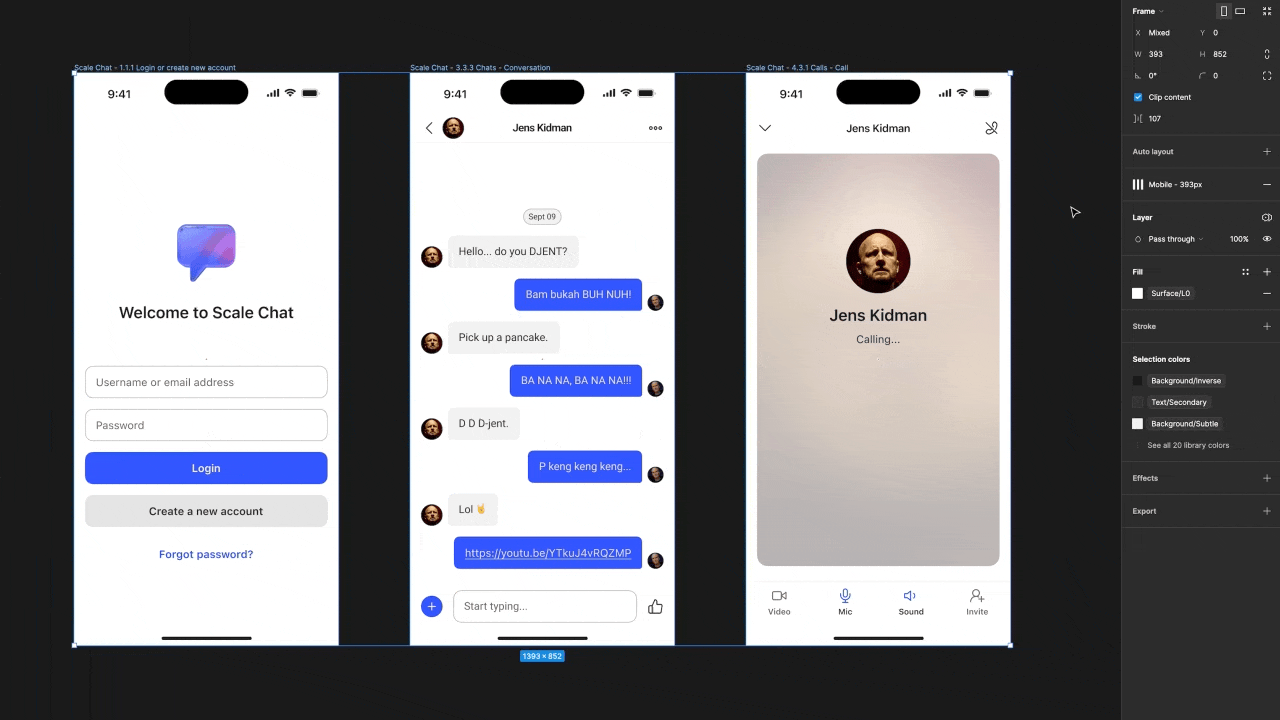 Scale Chat - 1.1.1 Login or create new account
9:41
Welcome to Scale Chat
Username or email address
Password
Login
Create a new account
Forgot password?
Scale Chat - 3.3.3 Chats - Conversation
9:41
Jens Kidman
Sept 09
Hello... do you DJENT?
Bam bukah BUH NUH!
Pick up a pancake.
BA NA NA, BA NA NA!!!
D D D-jent.
P keng keng keng...
Lol 🤘
https://youtu.be/YTkuJ4vRQZMP
Start typing...
Scale Chat - 4.3.1 Calls - Call
9:41
Jens Kidman
Jens Kidman
Calling...
Video
Mic
Sound
Invite
1393 × 852
Frame
X Mixed Y 0
W 393 H 852
0° 0
Clip content
107
Auto layout
Mobile - 393px
Layer
Pass through 100%
Fill
Surface/L0
Stroke
Selection colors
Background/Inverse
Text/Secondary
Background/Subtle
See all 20 library colors
Effects
Export